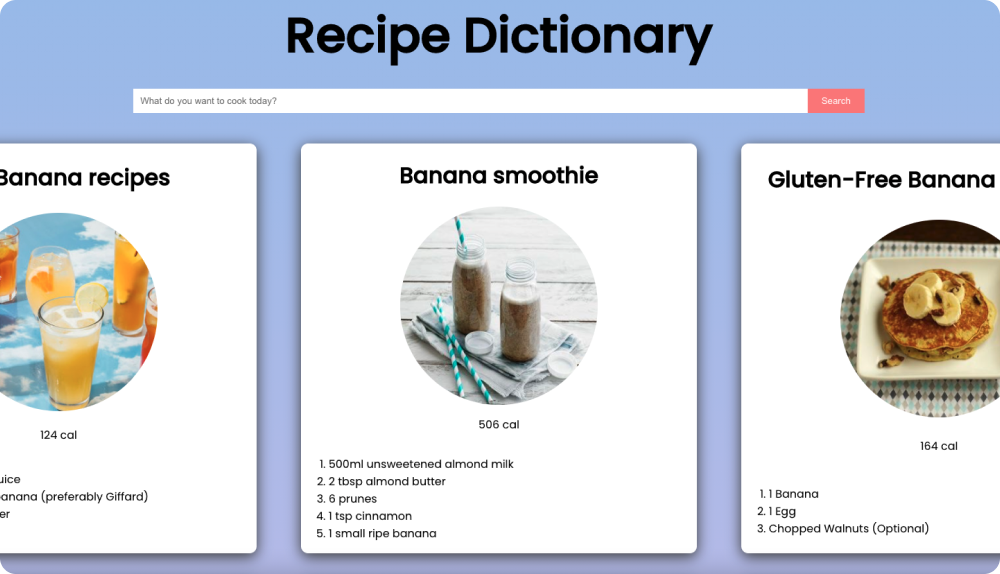 Recipe Dictionary
What do you want to cook today?
Search
Banana recipes
124 cal
uice
anana (preferably Giffard)
er
Banana smoothie
506 cal
1. 500ml unsweetened almond milk
2. 2 tbsp almond butter
3. 6 prunes
4. 1 tsp cinnamon
5. 1 small ripe banana
Gluten-Free Banana
164 cal
1. 1 Banana
2. 1 Egg
3. Chopped Walnuts (Optional)